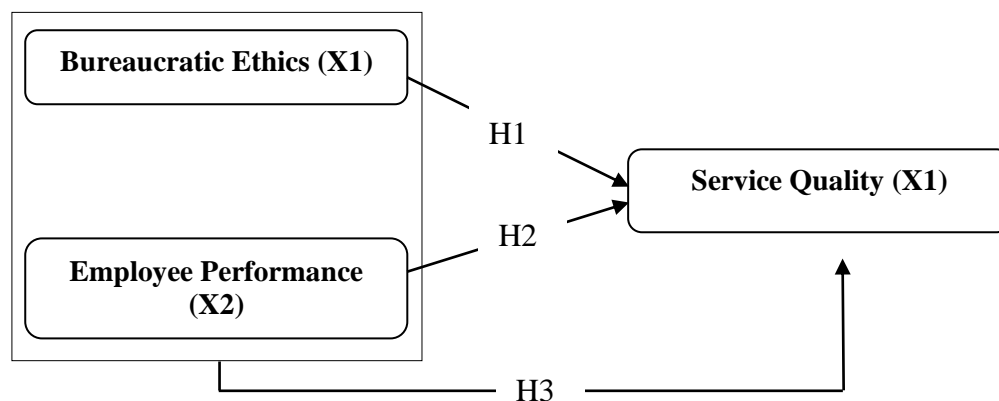 Bureaucratic Ethics (X1)
H1
Service Quality (X1)
H2
Employee Performance
(X2)
H3